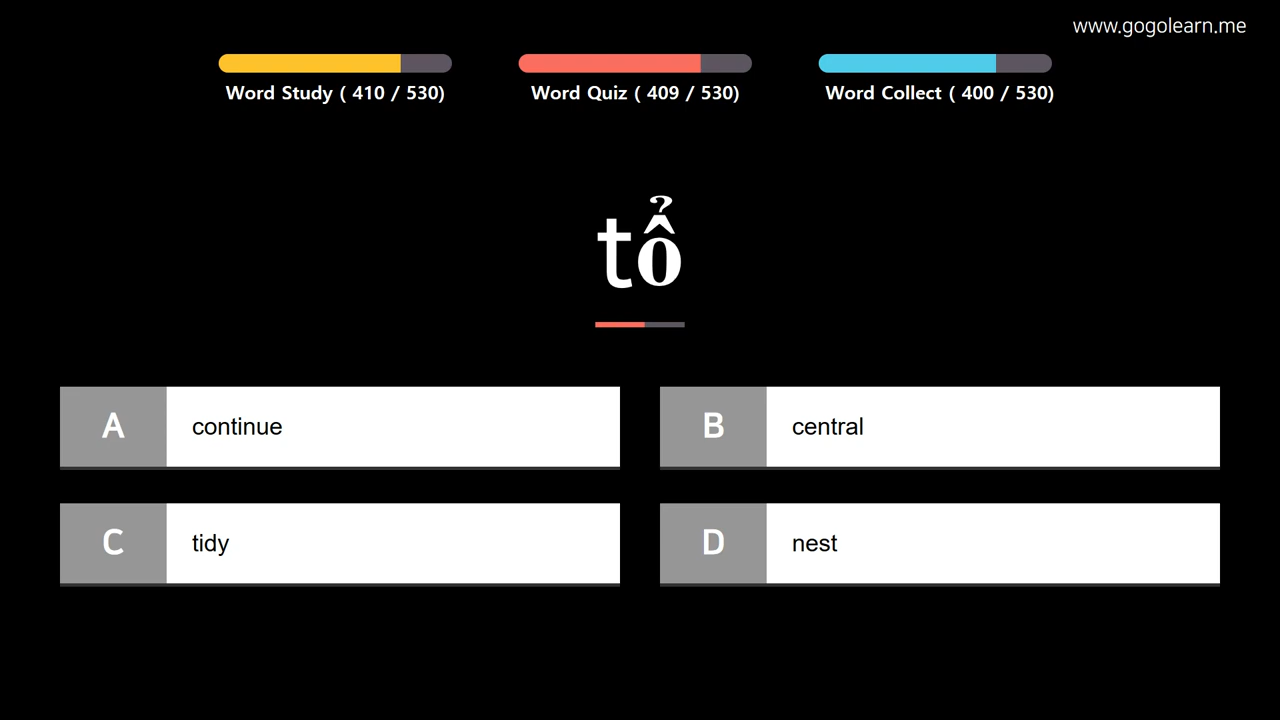 www.gogolearn.me
Word Study ( 410 / 530)
Word Quiz ( 409 / 530)
Word Collect ( 400 / 530)
tổ
A continue
B central
C tidy
D nest